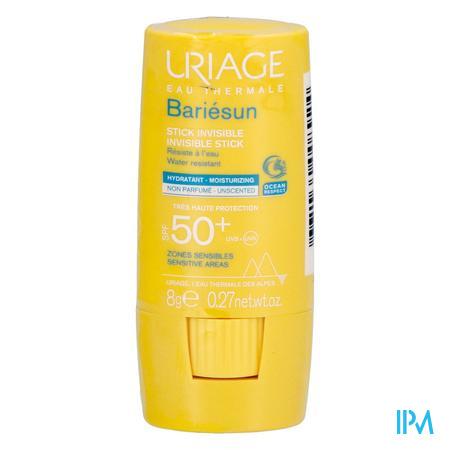 URIAGE
EAU THERMALE
Bariésun
STICK INVISIBLE
INVISIBLE STICK
Résiste à l'eau
Water resistant
HYDRATANT - MOISTURIZING
NON PARFUMÉ - UNSCENTED
OCEAN
RESPECT
TRÈS HAUTE PROTECTION
SPF 50+
UVB + UVA
ZONES SENSIBLES
SENSITIVE AREAS
URIAGE, L'EAU THERMALE DES ALPES
8g℮ 0.27net.wt.oz.
IPM